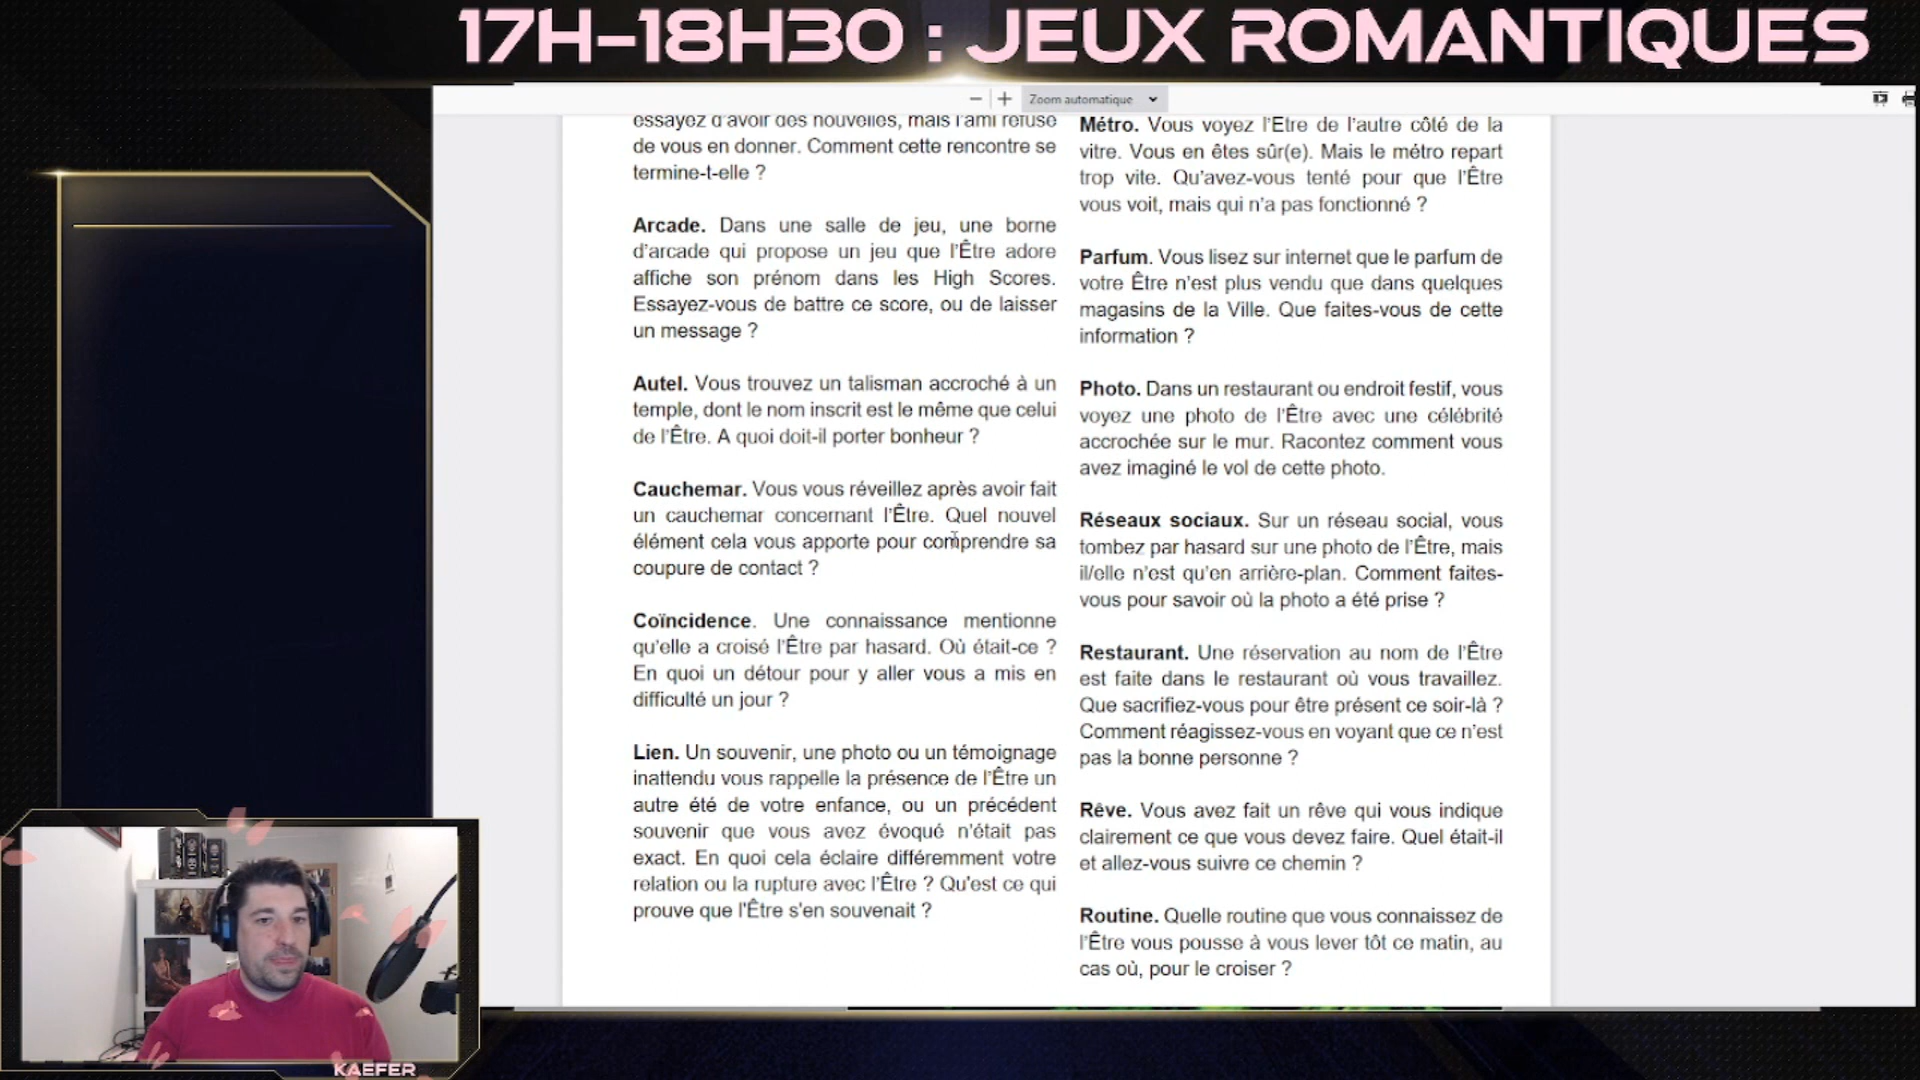 17H-18H30 : JEUX ROMANTIQUES
Zoom automatique
essayez d'avoir des nouvelles, mais l'ami refuse
de vous en donner. Comment cette rencontre se
termine-t-elle ?
Arcade. Dans une salle de jeu, une borne
d'arcade qui propose un jeu que l'Être adore
affiche son prénom dans les High Scores.
Essayez-vous de battre ce score, ou de laisser
un message ?
Autel. Vous trouvez un talisman accroché à un
temple, dont le nom inscrit est le même que celui
de l'Être. A quoi doit-il porter bonheur ?
Cauchemar. Vous vous réveillez après avoir fait
un cauchemar concernant l'Être. Quel nouvel
élément cela vous apporte pour comprendre sa
coupure de contact ?
Coïncidence. Une connaissance mentionne
qu'elle a croisé l'Être par hasard. Où était-ce ?
En quoi un détour pour y aller vous a mis en
difficulté un jour ?
Lien. Un souvenir, une photo ou un témoignage
inattendu vous rappelle la présence de l'Être un
autre été de votre enfance, ou un précédent
souvenir que vous avez évoqué n'était pas
exact. En quoi cela éclaire différemment votre
relation ou la rupture avec l'Être ? Qu'est ce qui
prouve que l'Être s'en souvenait ?
Métro. Vous voyez l'Être de l'autre côté de la
vitre. Vous en êtes sûr(e). Mais le métro repart
trop vite. Qu'avez-vous tenté pour que l'Être
vous voit, mais qui n'a pas fonctionné ?
Parfum. Vous lisez sur internet que le parfum de
votre Être n'est plus vendu que dans quelques
magasins de la Ville. Que faites-vous de cette
information ?
Photo. Dans un restaurant ou endroit festif, vous
voyez une photo de l'Être avec une célébrité
accrochée sur le mur. Racontez comment vous
avez imaginé le vol de cette photo.
Réseaux sociaux. Sur un réseau social, vous
tombez par hasard sur une photo de l'Être, mais
il/elle n'est qu'en arrière-plan. Comment faites-
vous pour savoir où la photo a été prise ?
Restaurant. Une réservation au nom de l'Être
est faite dans le restaurant où vous travaillez.
Que sacrifiez-vous pour être présent ce soir-là ?
Comment réagissez-vous en voyant que ce n'est
pas la bonne personne ?
Rêve. Vous avez fait un rêve qui vous indique
clairement ce que vous devez faire. Quel était-il
et allez-vous suivre ce chemin ?
Routine. Quelle routine que vous connaissez de
l'Être vous pousse à vous lever tôt ce matin, au
cas où, pour le croiser ?
KAEFER